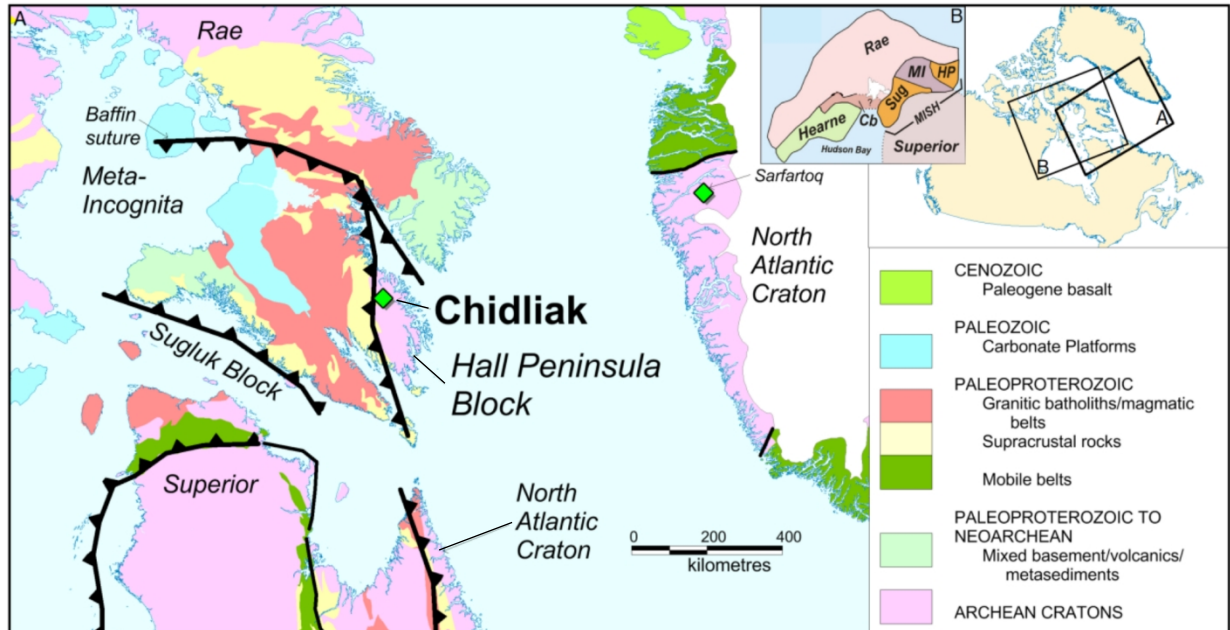 A
Rae
Baffin
suture
Meta-
Incognita
Sugluk Block
Superior
Chidliak
Hall Peninsula
Block
North
Atlantic
Craton
0 200 400
kilometres
Sarfartoq
North
Atlantic
Craton
B
Rae
MI
HP
Sug
Hearne
Cb
MISH
Hudson Bay
Superior
? ?
A
B
CENOZOIC
Paleogene basalt
PALEOZOIC
Carbonate Platforms
PALEOPROTEROZOIC
Granitic batholiths/magmatic
belts
Supracrustal rocks
Mobile belts
PALEOPROTEROZOIC TO
NEOARCHEAN
Mixed basement/volcanics/
metasediments
ARCHEAN CRATONS